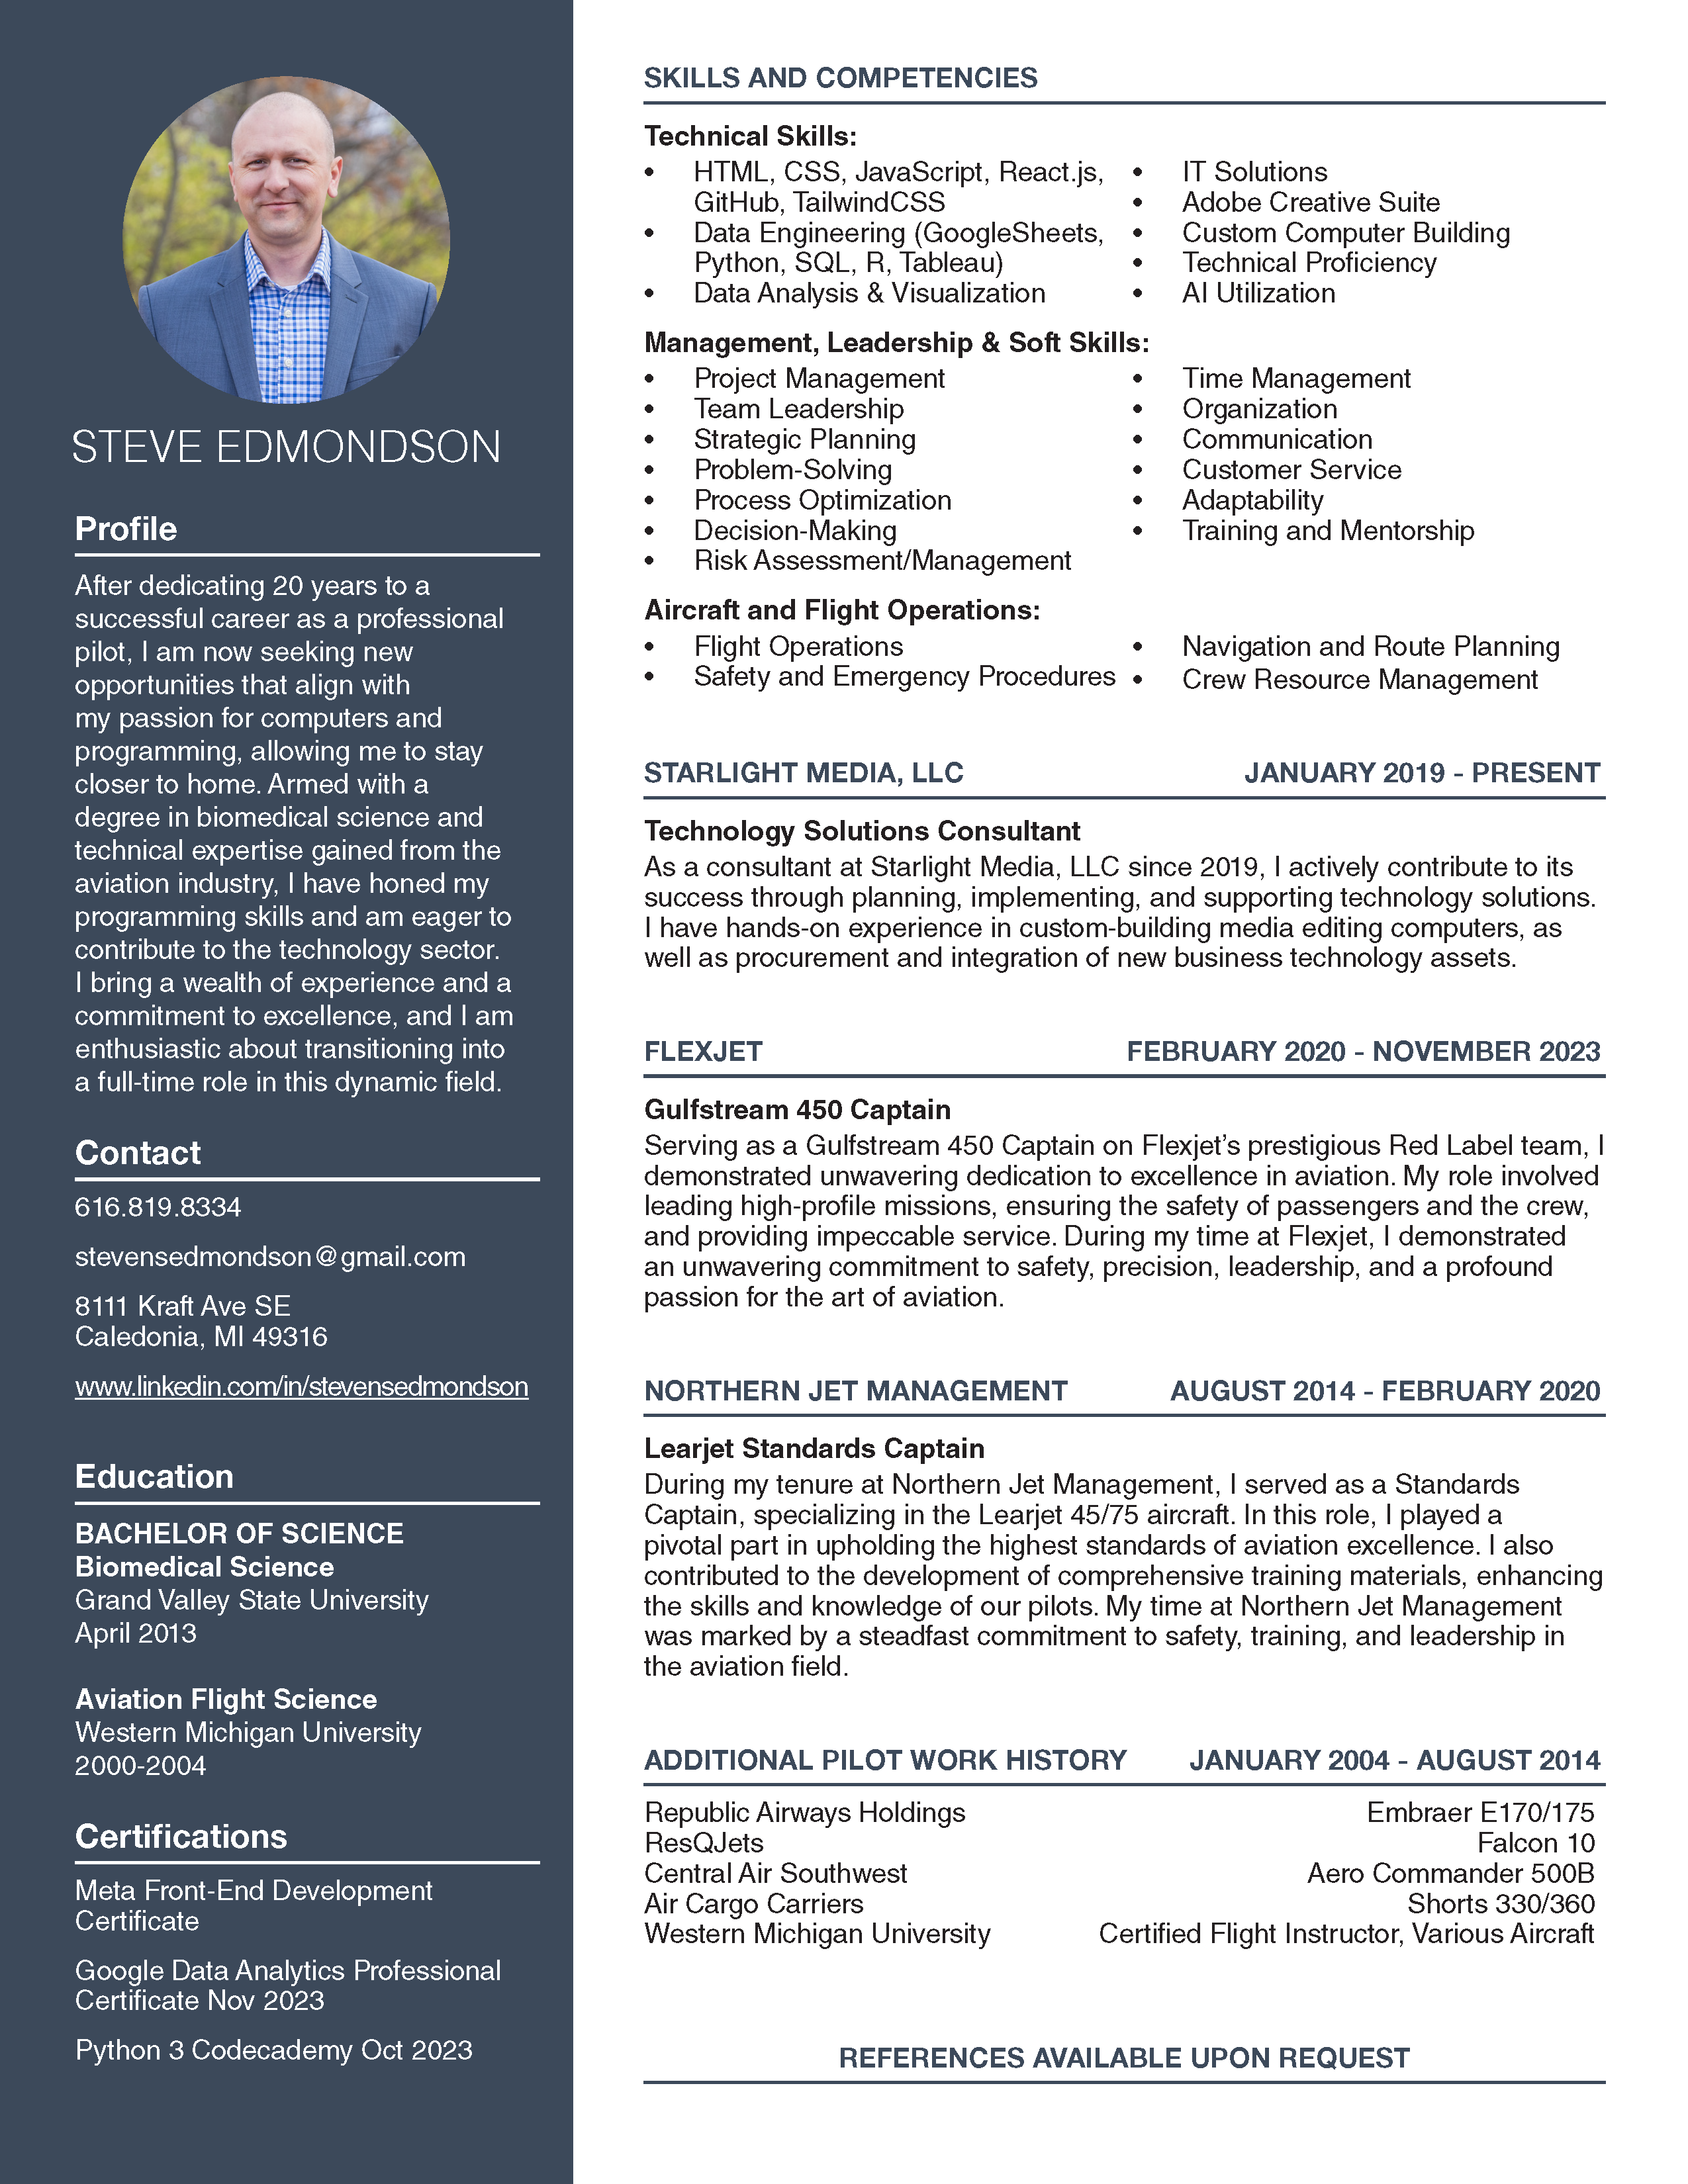 STEVE EDMONDSON
Profile
After dedicating 20 years to a
successful career as a professional
pilot, I am now seeking new
opportunities that align with
my passion for computers and
programming, allowing me to stay
closer to home. Armed with a
degree in biomedical science and
technical expertise gained from the
aviation industry, I have honed my
programming skills and am eager to
contribute to the technology sector.
I bring a wealth of experience and a
commitment to excellence, and I am
enthusiastic about transitioning into
a full-time role in this dynamic field.
Contact
616.819.8334
stevensedmondson@gmail.com
8111 Kraft Ave SE
Caledonia, MI 49316
www.linkedin.com/in/stevensedmondson
Education
BACHELOR OF SCIENCE
Biomedical Science
Grand Valley State University
April 2013
Aviation Flight Science
Western Michigan University
2000-2004
Certifications
Meta Front-End Development
Certificate
Google Data Analytics Professional
Certificate Nov 2023
Python 3 Codecademy Oct 2023
SKILLS AND COMPETENCIES
Technical Skills:
• HTML, CSS, JavaScript, React.js,
GitHub, TailwindCSS
• Data Engineering (GoogleSheets,
Python, SQL, R, Tableau)
• Data Analysis & Visualization
• IT Solutions
• Adobe Creative Suite
• Custom Computer Building
• Technical Proficiency
• AI Utilization
Management, Leadership & Soft Skills:
• Project Management
• Team Leadership
• Strategic Planning
• Problem-Solving
• Process Optimization
• Decision-Making
• Risk Assessment/Management
• Time Management
• Organization
• Communication
• Customer Service
• Adaptability
• Training and Mentorship
Aircraft and Flight Operations:
• Flight Operations
• Safety and Emergency Procedures
• Navigation and Route Planning
• Crew Resource Management
STARLIGHT MEDIA, LLC JANUARY 2019 - PRESENT
Technology Solutions Consultant
As a consultant at Starlight Media, LLC since 2019, I actively contribute to its
success through planning, implementing, and supporting technology solutions.
I have hands-on experience in custom-building media editing computers, as
well as procurement and integration of new business technology assets.
FLEXJET FEBRUARY 2020 - NOVEMBER 2023
Gulfstream 450 Captain
Serving as a Gulfstream 450 Captain on Flexjet’s prestigious Red Label team, I
demonstrated unwavering dedication to excellence in aviation. My role involved
leading high-profile missions, ensuring the safety of passengers and the crew,
and providing impeccable service. During my time at Flexjet, I demonstrated
an unwavering commitment to safety, precision, leadership, and a profound
passion for the art of aviation.
NORTHERN JET MANAGEMENT AUGUST 2014 - FEBRUARY 2020
Learjet Standards Captain
During my tenure at Northern Jet Management, I served as a Standards
Captain, specializing in the Learjet 45/75 aircraft. In this role, I played a
pivotal part in upholding the highest standards of aviation excellence. I also
contributed to the development of comprehensive training materials, enhancing
the skills and knowledge of our pilots. My time at Northern Jet Management
was marked by a steadfast commitment to safety, training, and leadership in
the aviation field.
ADDITIONAL PILOT WORK HISTORY JANUARY 2004 - AUGUST 2014
Republic Airways Holdings Embraer E170/175
ResQJets Falcon 10
Central Air Southwest Aero Commander 500B
Air Cargo Carriers Shorts 330/360
Western Michigan University Certified Flight Instructor, Various Aircraft
REFERENCES AVAILABLE UPON REQUEST